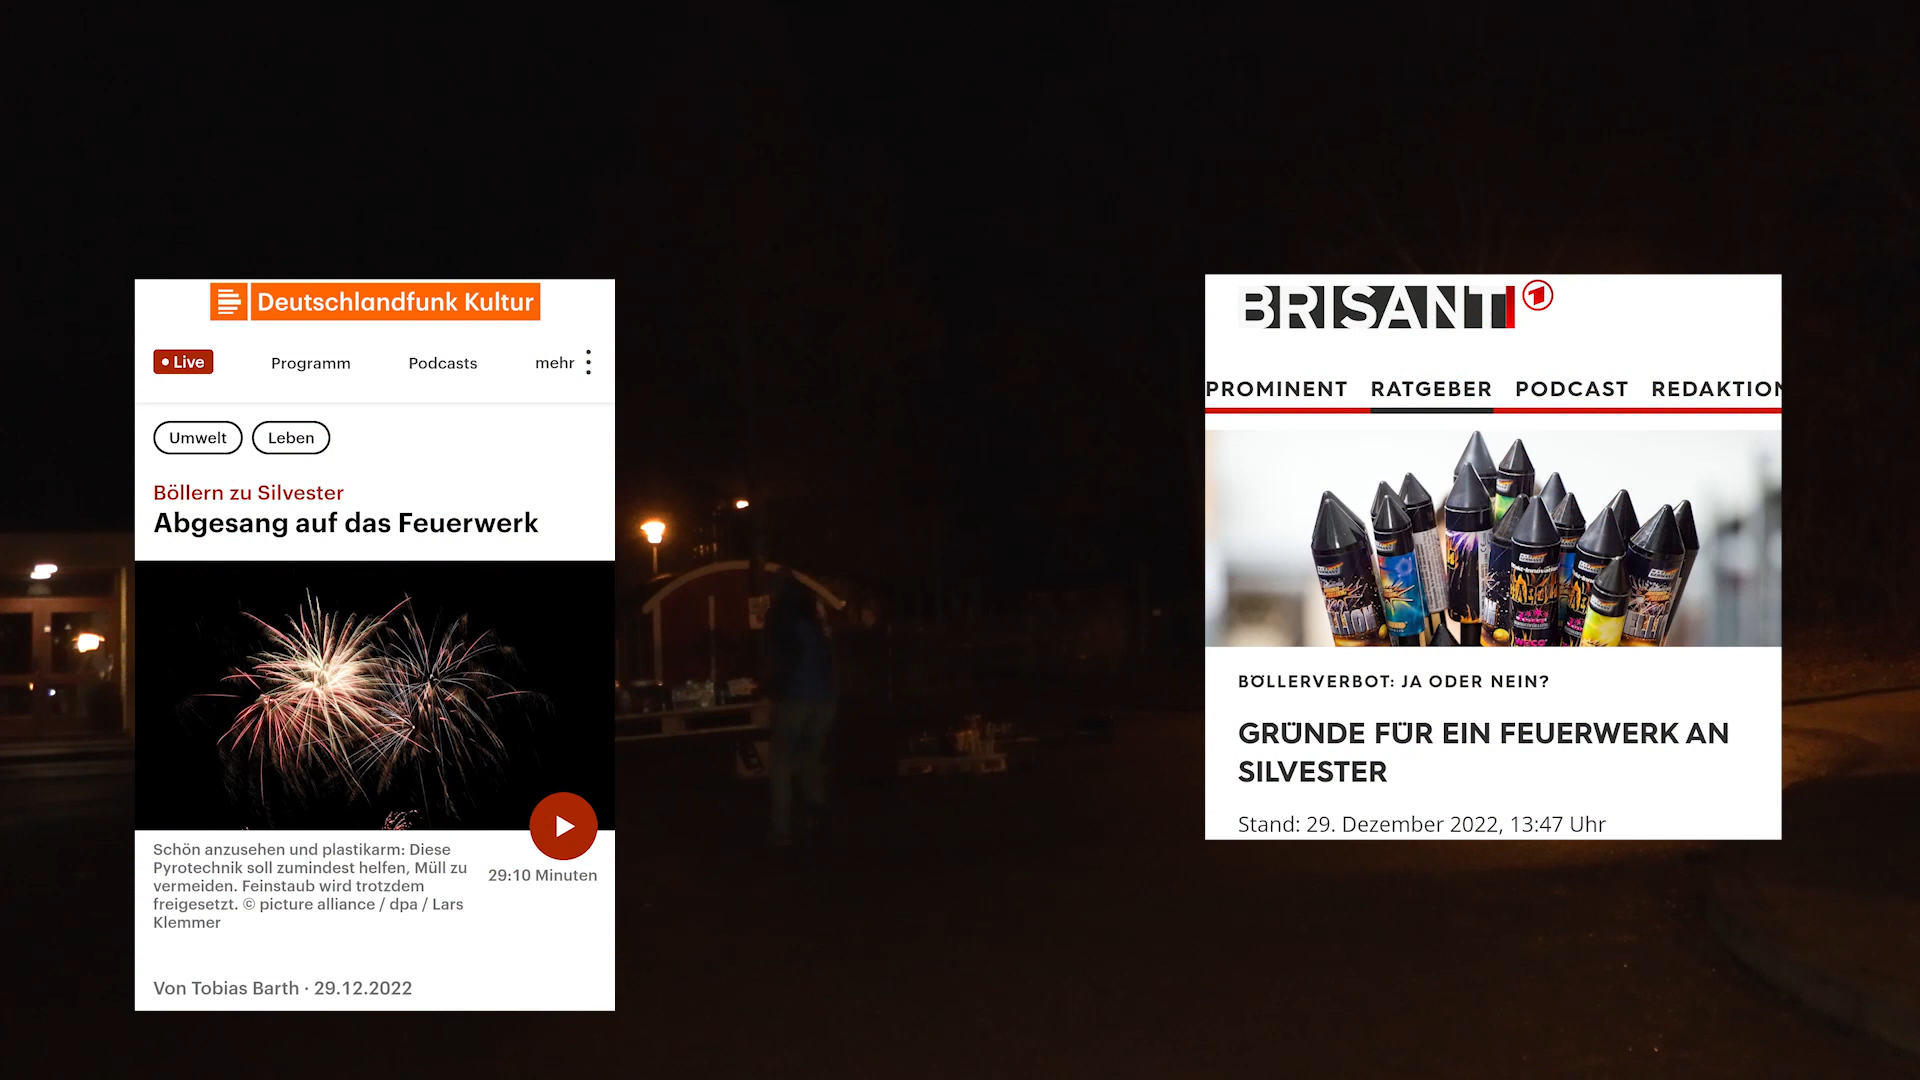 Deutschlandfunk Kultur
Live
Programm
Podcasts
mehr
Umwelt
Leben
Böllern zu Silvester
Abgesang auf das Feuerwerk
Schön anzusehen und plastikarm: Diese
Pyrotechnik soll zumindest helfen, Müll zu
vermeiden. Feinstaub wird trotzdem
freigesetzt. © picture alliance / dpa / Lars
Klemmer
29:10 Minuten
Von Tobias Barth · 29.12.2022
BRISANT
PROMINENT
RATGEBER
PODCAST
REDAKTION
BÖLLERVERBOT: JA ODER NEIN?
GRÜNDE FÜR EIN FEUERWERK AN
SILVESTER
Stand: 29. Dezember 2022, 13:47 Uhr